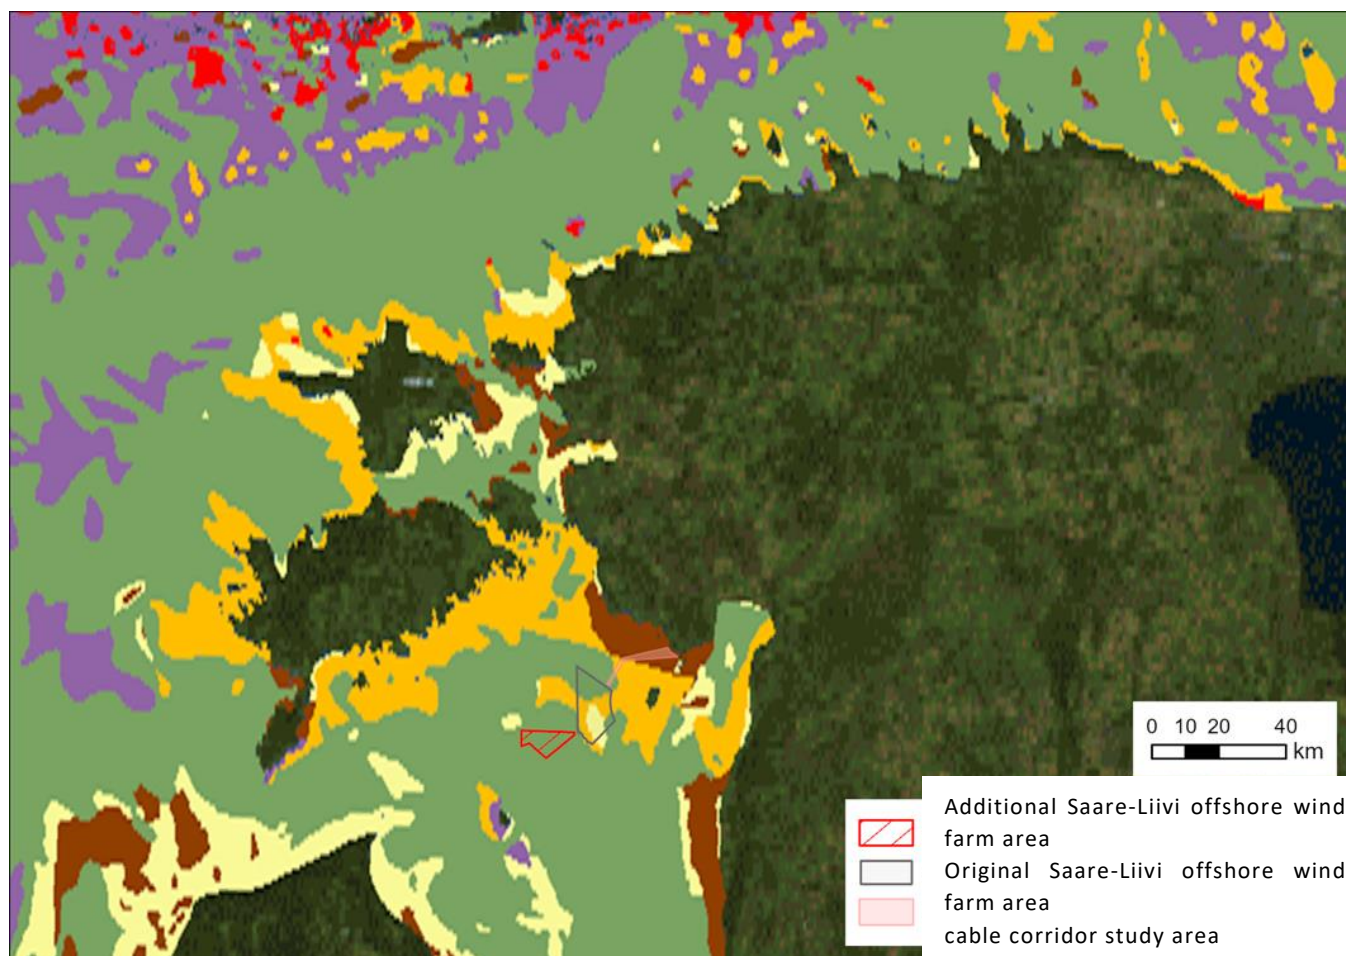 0 10 20 40
km
Additional Saare-Liivi offshore wind
farm area
Original Saare-Liivi offshore wind
farm area
cable corridor study area